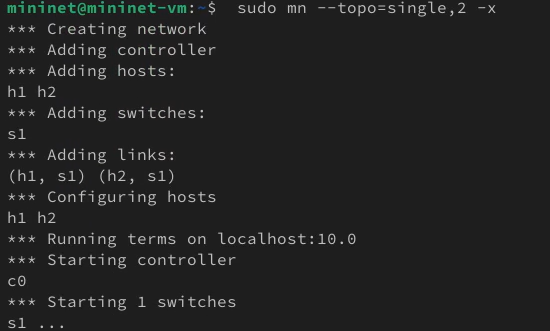 mininet@mininet-vm:~$ sudo mn --topo=single,2 -x
*** Creating network
*** Adding controller
*** Adding hosts:
h1 h2
*** Adding switches:
s1
*** Adding links:
(h1, s1) (h2, s1)
*** Configuring hosts
h1 h2
*** Running terms on localhost:10.0
*** Starting controller
c0
*** Starting 1 switches
s1 ...